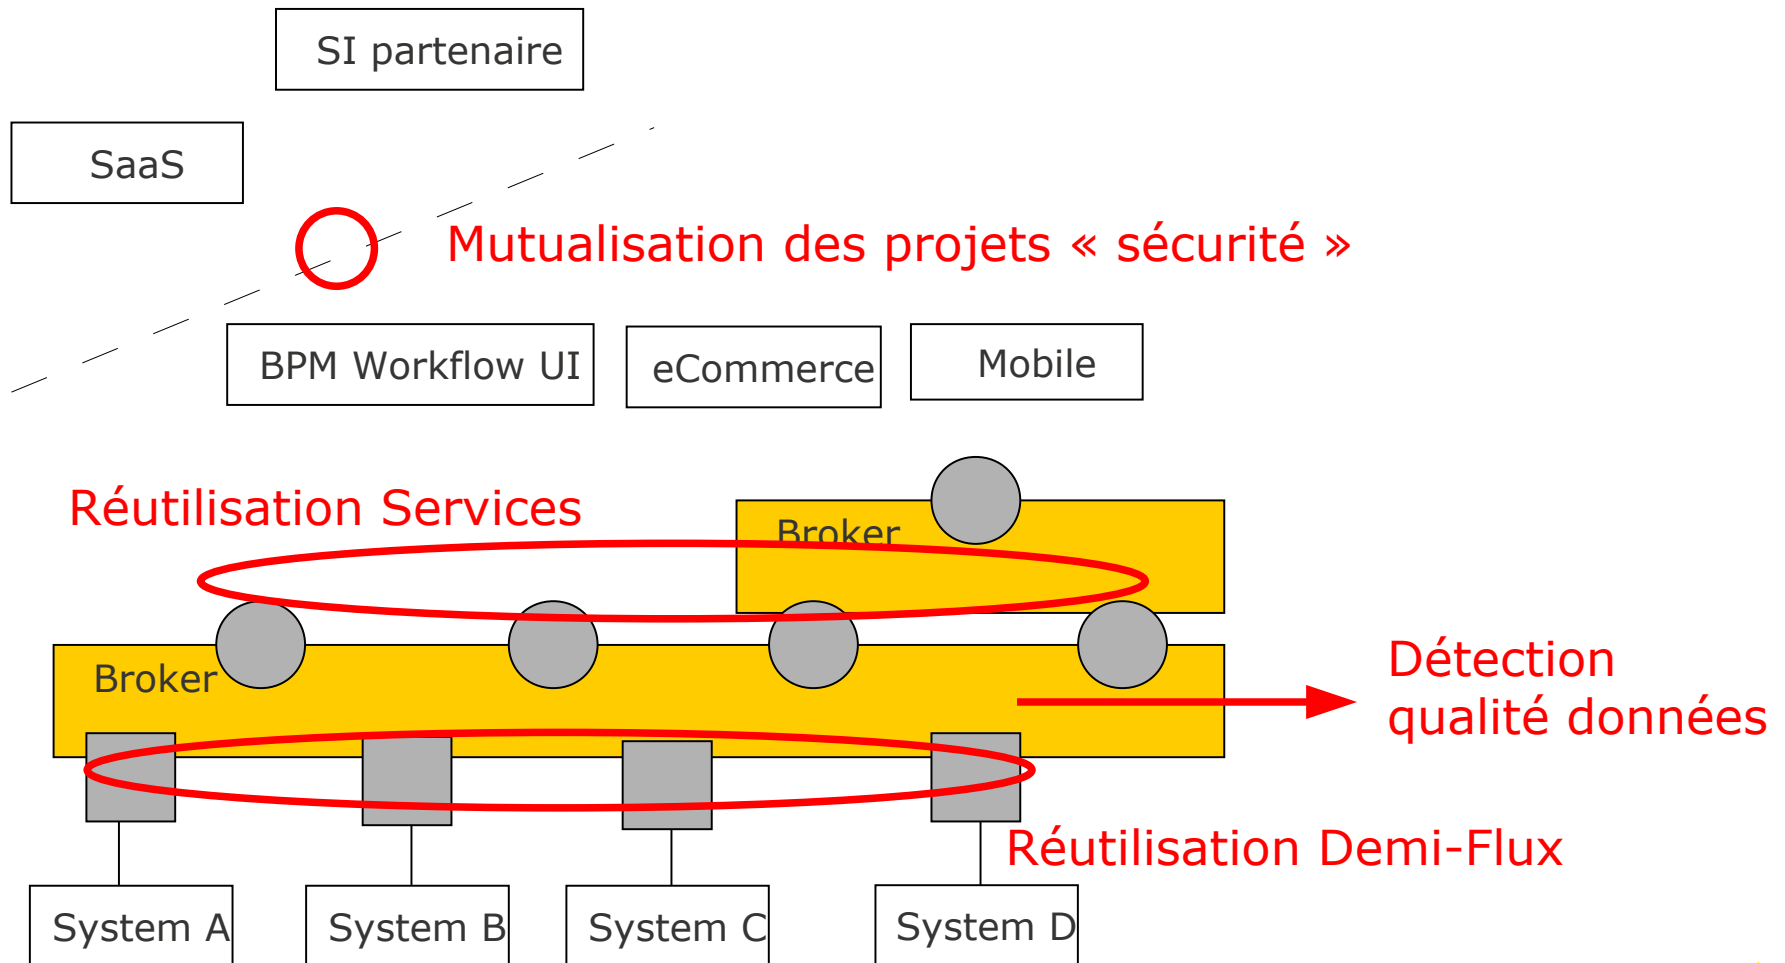 SI partenaire
SaaS
Mutualisation des projets « sécurité »
BPM Workflow UI
eCommerce
Mobile
Réutilisation Services
Broker
Broker
Détection
qualité données
Réutilisation Demi-Flux
System A
System B
System C
System D